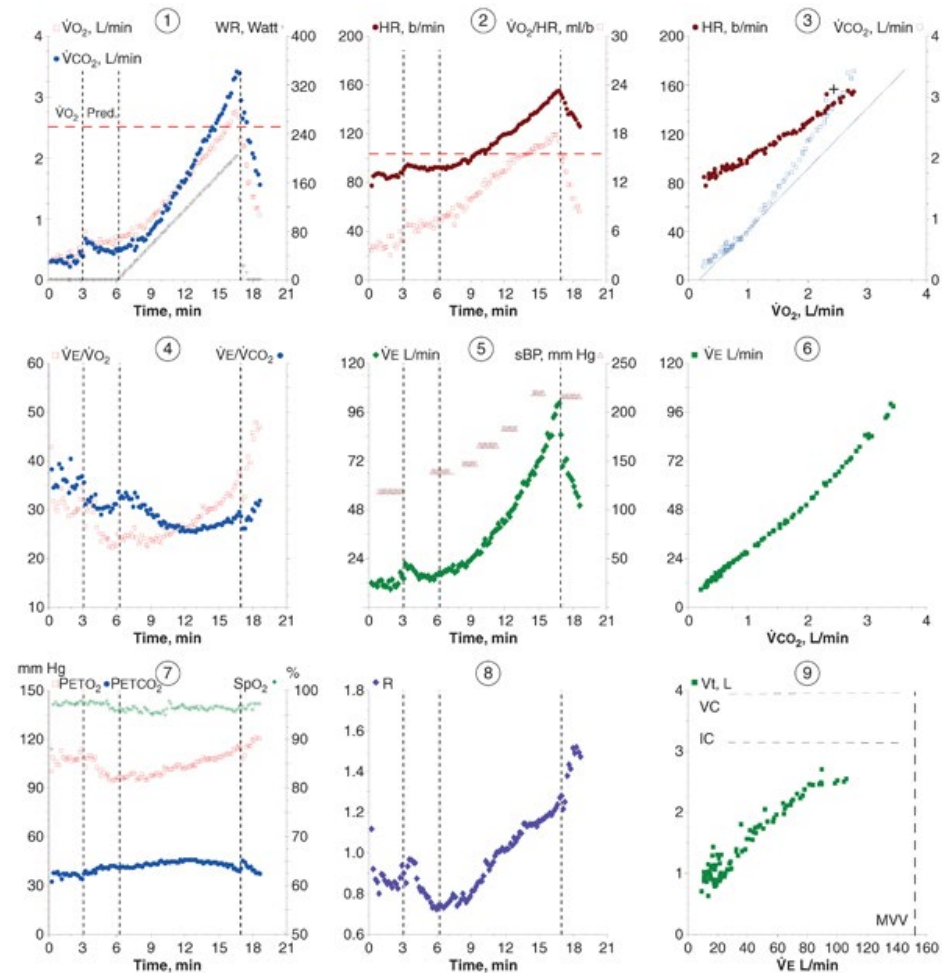 1
V̇O2, L/min WR, Watt
V̇CO2, L/min
V̇O2 Pred.
4
3
2
1
0
400
320
240
160
80
0
0 3 6 9 12 15 18 21
Time, min
2
HR, b/min V̇O2/HR, ml/b
200
160
120
80
40
0
30
24
18
12
6
0
0 3 6 9 12 15 18 21
Time, min
3
HR, b/min V̇CO2, L/min
200
160
120
80
40
0
4
3
2
1
0
0 1 2 3 4
V̇O2, L/min
4
V̇E/V̇O2 V̇E/V̇CO2
60
50
40
30
20
10
0 3 6 9 12 15 18 21
Time, min
5
V̇E L/min sBP, mm Hg
120
96
72
48
24
250
200
150
100
50
0 3 6 9 12 15 18 21
Time, min
6
V̇E L/min
120
96
72
48
24
0
0 1 2 3 4
V̇CO2, L/min
7
mm Hg %
PETO2 PETCO2 SpO2
150
120
90
60
30
0
100
90
80
70
60
50
0 3 6 9 12 15 18 21
Time, min
8
R
1.8
1.6
1.4
1.2
1.0
0.8
0.6
0 3 6 9 12 15 18 21
Time, min
9
Vt, L
VC
IC
MVV
4
3
2
1
0
0 20 40 60 80 100 120 140 160
V̇E L/min